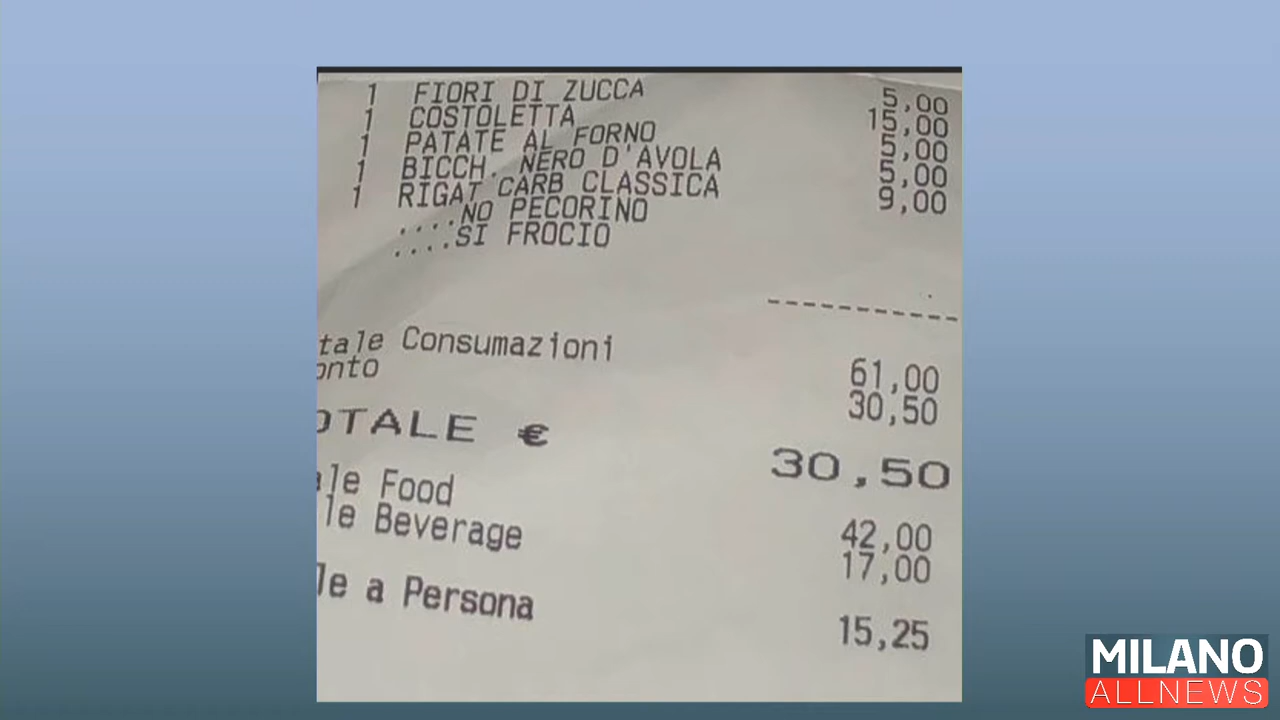 1 FIORI DI ZUCCA 5,00
1 COSTOLETTA 15,00
1 PATATE AL FORNO 5,00
1 BICCH. NERO D'AVOLA 5,00
1 RIGAT CARB CLASSICA 9,00
....NO PECORINO
....SI FROCIO
-----------
tale Consumazioni 61,00
onto 30,50
OTALE € 30,50
ale Food 42,00
le Beverage 17,00
le a Persona 15,25
MILANO
ALLNEWS